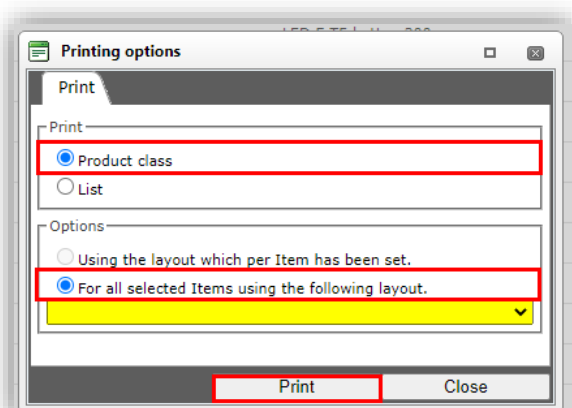 Printing options
Print
Print
Product class
List
Options
Using the layout which per Item has been set.
For all selected Items using the following layout.
Print
Close